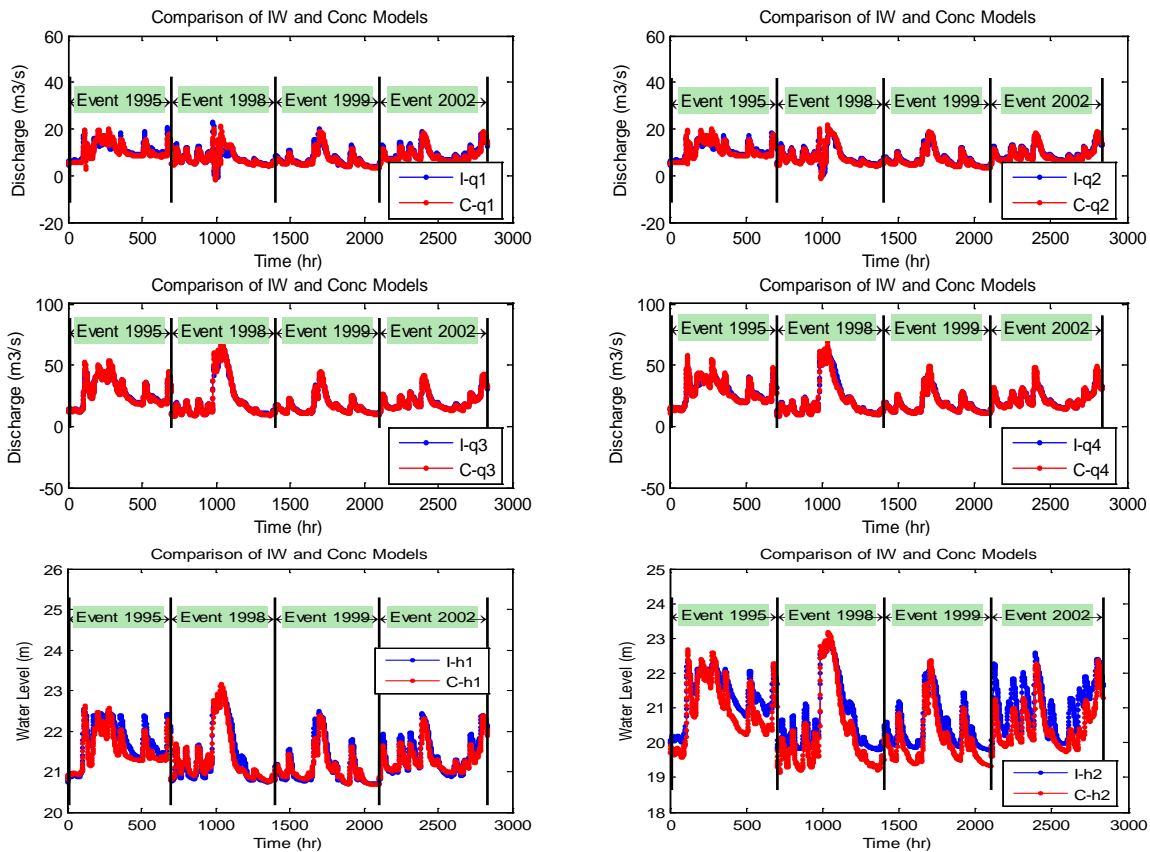 Comparison of IW and Conc Models
60
40
20
0
-20
Discharge (m3/s)
Event 1995
Event 1998
Event 1999
Event 2002
I-q1
C-q1
0 500 1000 1500 2000 2500 3000
Time (hr)
Comparison of IW and Conc Models
60
40
20
0
-20
Discharge (m3/s)
Event 1995
Event 1998
Event 1999
Event 2002
I-q2
C-q2
0 500 1000 1500 2000 2500 3000
Time (hr)
Comparison of IW and Conc Models
100
50
0
-50
Discharge (m3/s)
Event 1995
Event 1998
Event 1999
Event 2002
I-q3
C-q3
0 500 1000 1500 2000 2500 3000
Time (hr)
Comparison of IW and Conc Models
100
50
0
-50
Discharge (m3/s)
Event 1995
Event 1998
Event 1999
Event 2002
I-q4
C-q4
0 500 1000 1500 2000 2500 3000
Time (hr)
Comparison of IW and Conc Models
26
25
24
23
22
21
20
Water Level (m)
Event 1995
Event 1998
Event 1999
Event 2002
I-h1
C-h1
0 500 1000 1500 2000 2500 3000
Time (hr)
Comparison of IW and Conc Models
25
24
23
22
21
20
19
18
Water Level (m)
Event 1995
Event 1998
Event 1999
Event 2002
I-h2
C-h2
0 500 1000 1500 2000 2500 3000
Time (hr)